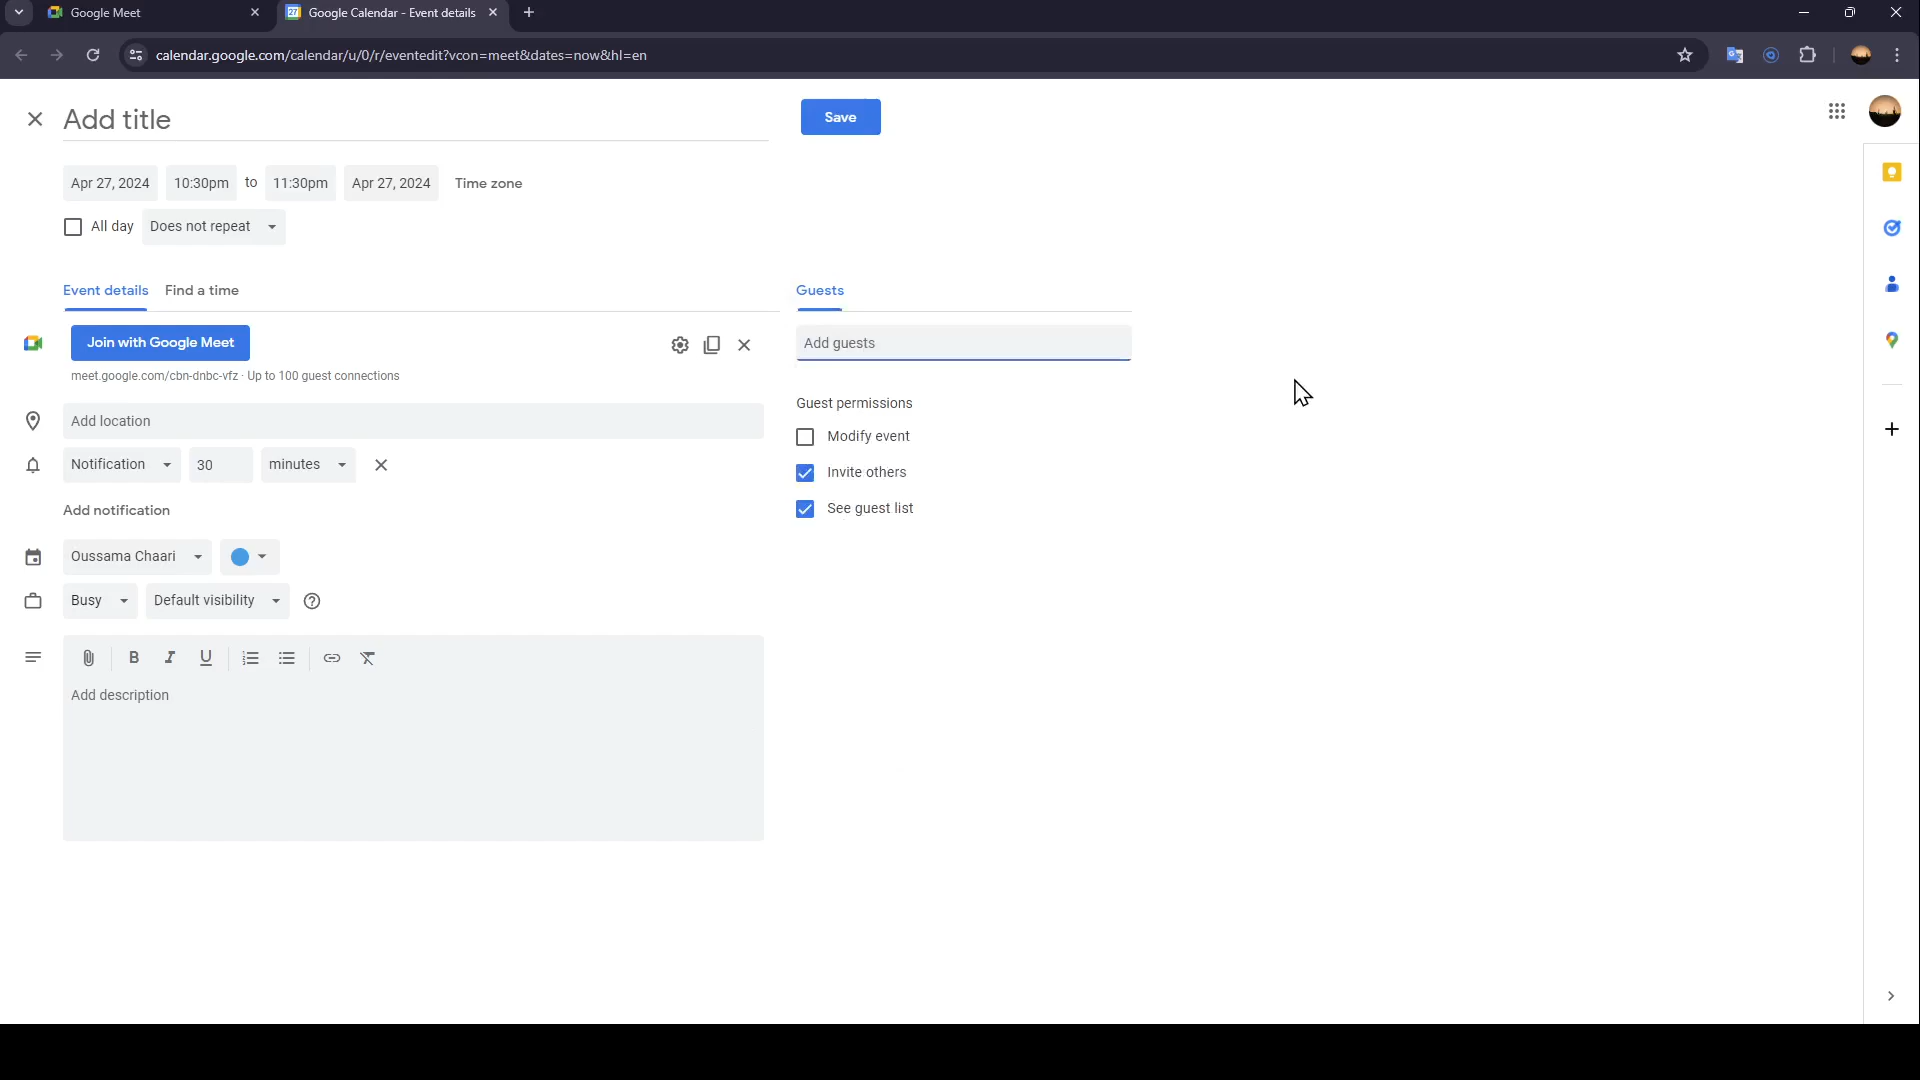 Google Meet
Google Calendar - Event details
calendar.google.com/calendar/u/0/r/eventedit?vcon=meet&dates=now&hl=en
Add title
Save
Apr 27, 2024 10:30pm to 11:30pm Apr 27, 2024 Time zone
All day Does not repeat
Event details Find a time
Guests
Join with Google Meet
Add guests
meet.google.com/cbn-dnbc-vfz · Up to 100 guest connections
Guest permissions
Add location
Modify event
Notification 30 minutes
Invite others
Add notification
See guest list
Oussama Chaari
Busy Default visibility
B I U
Add description